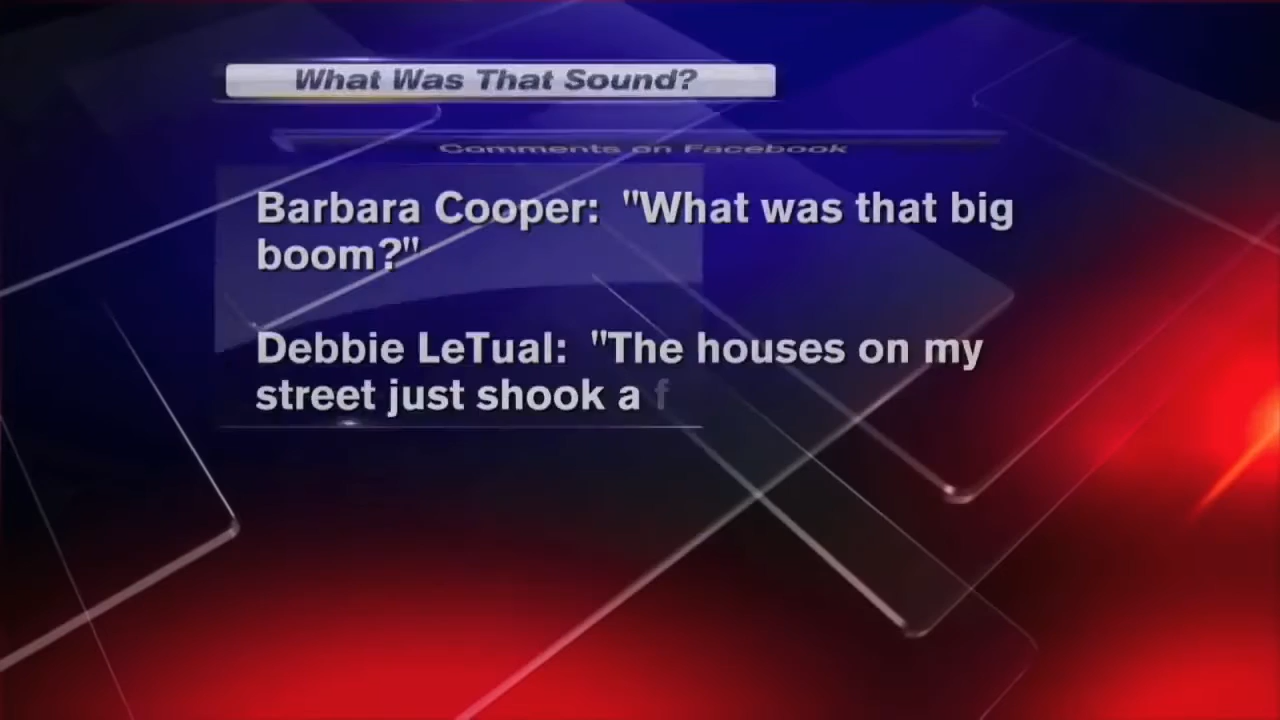 What Was That Sound?
Comments on Facebook
Barbara Cooper: "What was that big
boom?"
Debbie LeTual: "The houses on my
street just shook a f